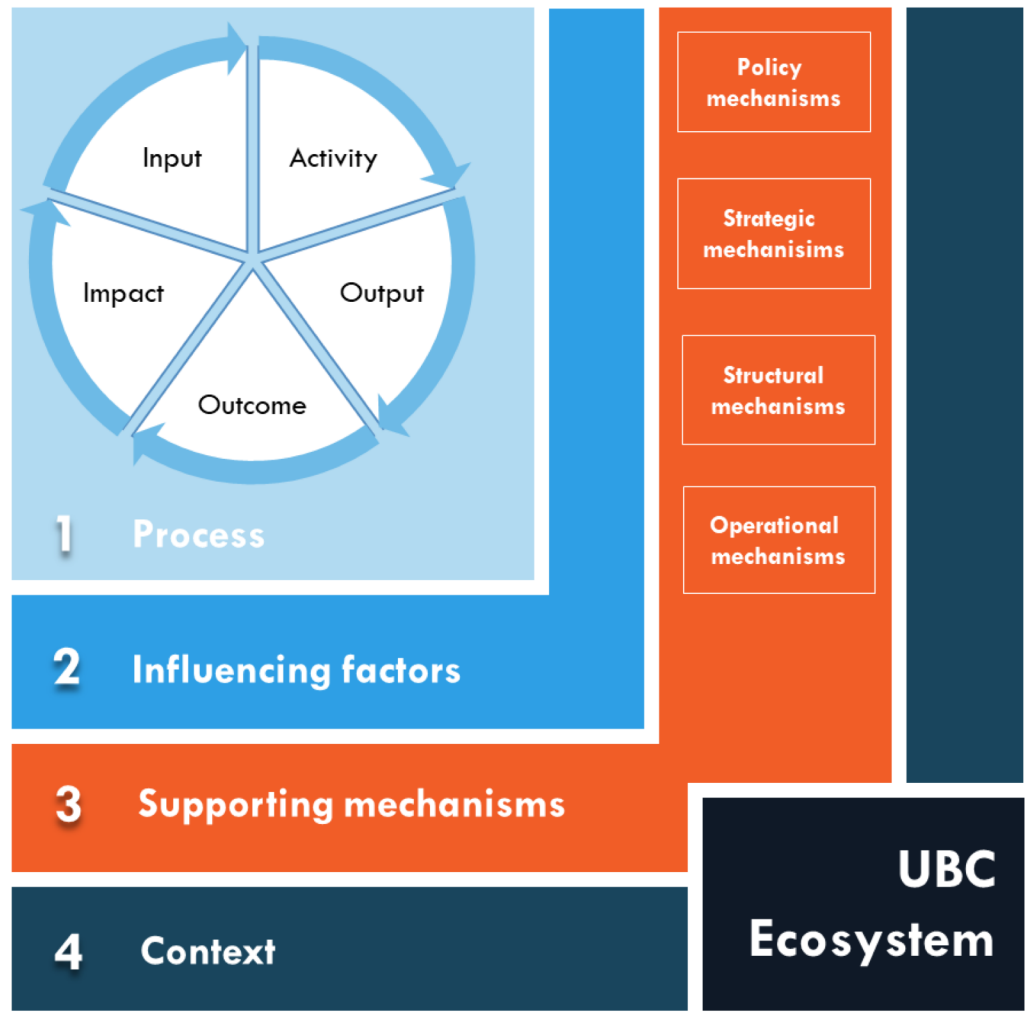 Input
Activity
Impact
Output
Outcome
1 Process
2 Influencing factors
3 Supporting mechanisms
4 Context
Policy
mechanisms
Strategic
mechanisims
Structural
mechanisms
Operational
mechanisms
UBC
Ecosystem